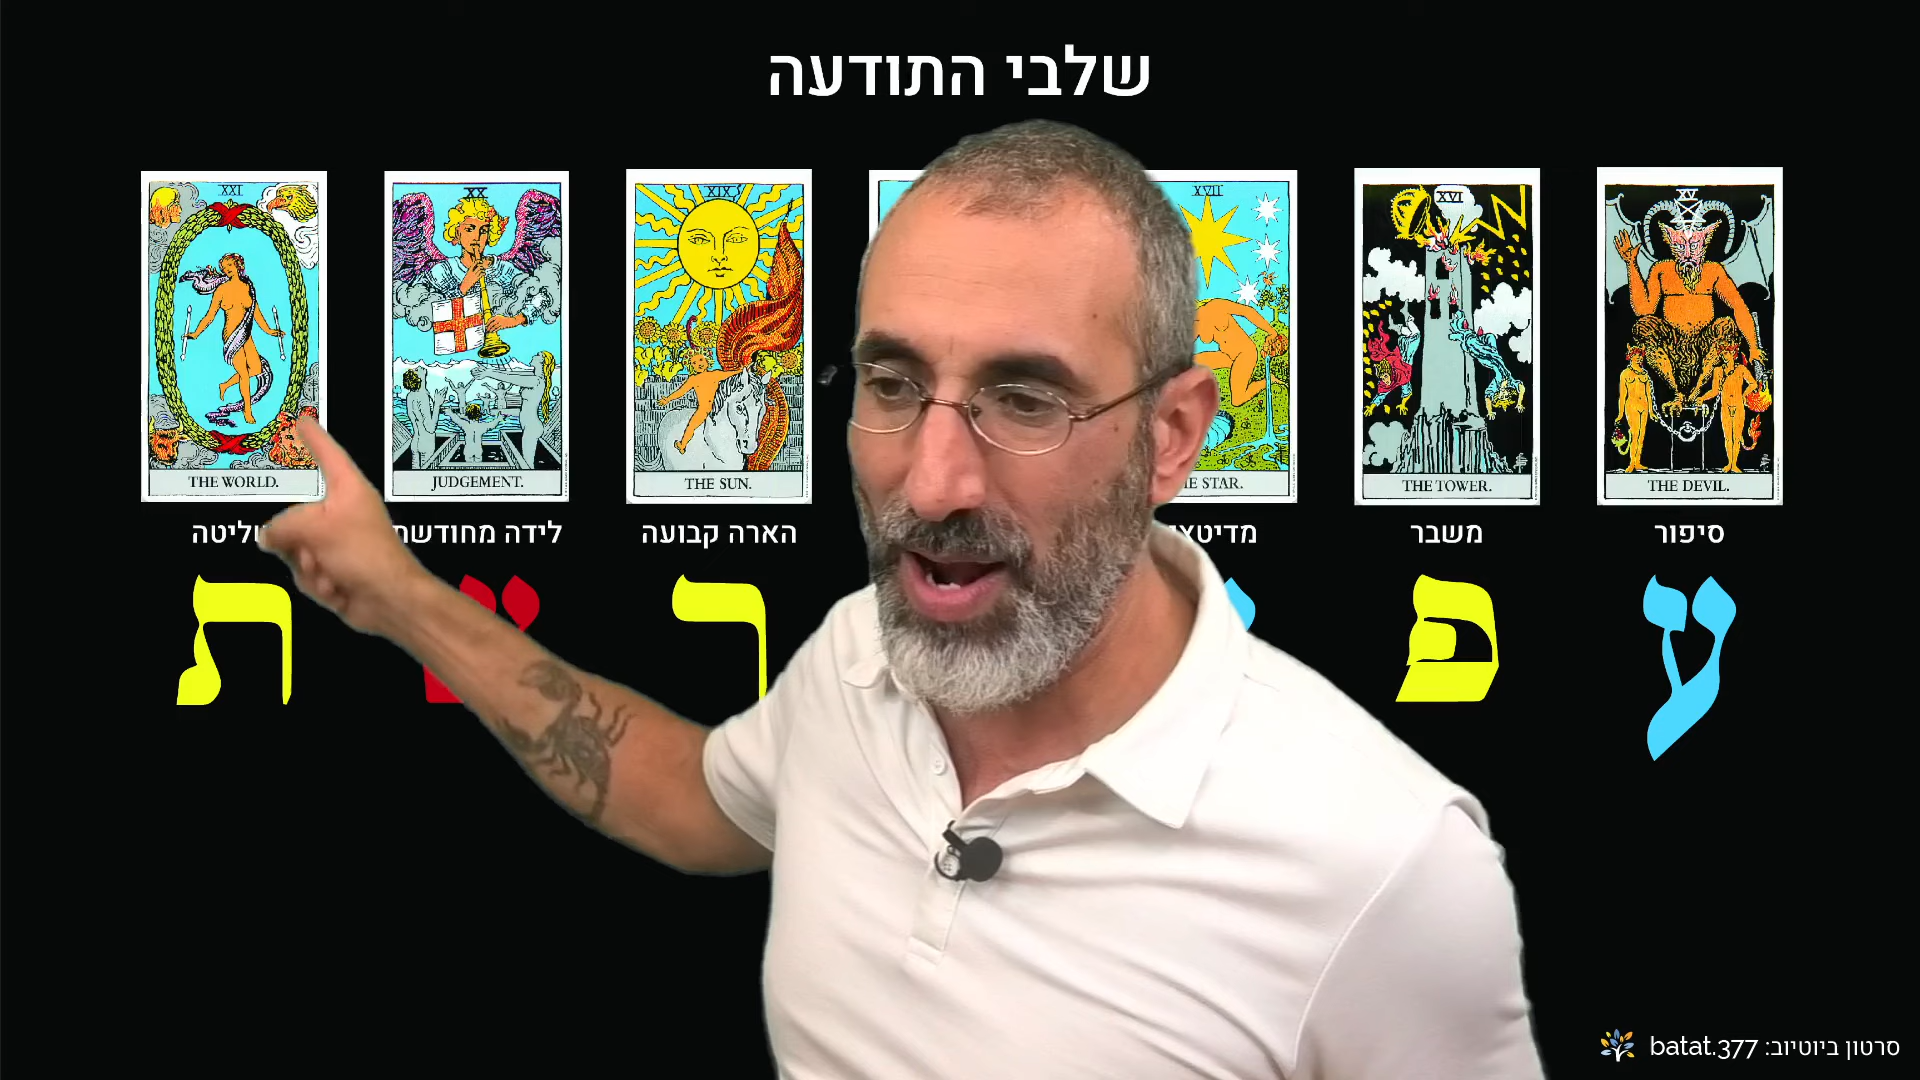 שלבי התודעה
XV
XVI
XVII
XIX
XX
XXI
THE DEVIL.
THE TOWER.
STAR.
THE SUN.
JUDGEMENT.
THE WORLD.
סיפור
משבר
הארה קבועה
לידה מחודשת
ע
פ
ר
ת
סרטון ביוטיוב: batat.377